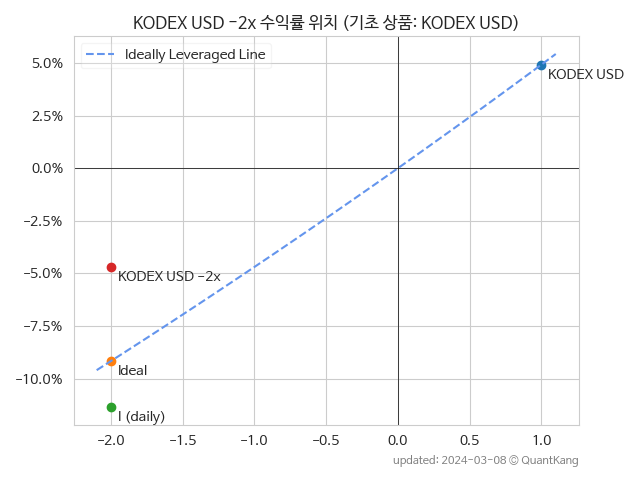 KODEX USD -2x 수익률 위치 (기초 상품: KODEX USD)
Ideally Leveraged Line
5.0%
KODEX USD
2.5%
0.0%
-2.5%
-5.0%
KODEX USD -2x
-7.5%
Ideal
-10.0%
I (daily)
-2.0 -1.5 -1.0 -0.5 0.0 0.5 1.0
updated: 2024-03-08 © QuantKang